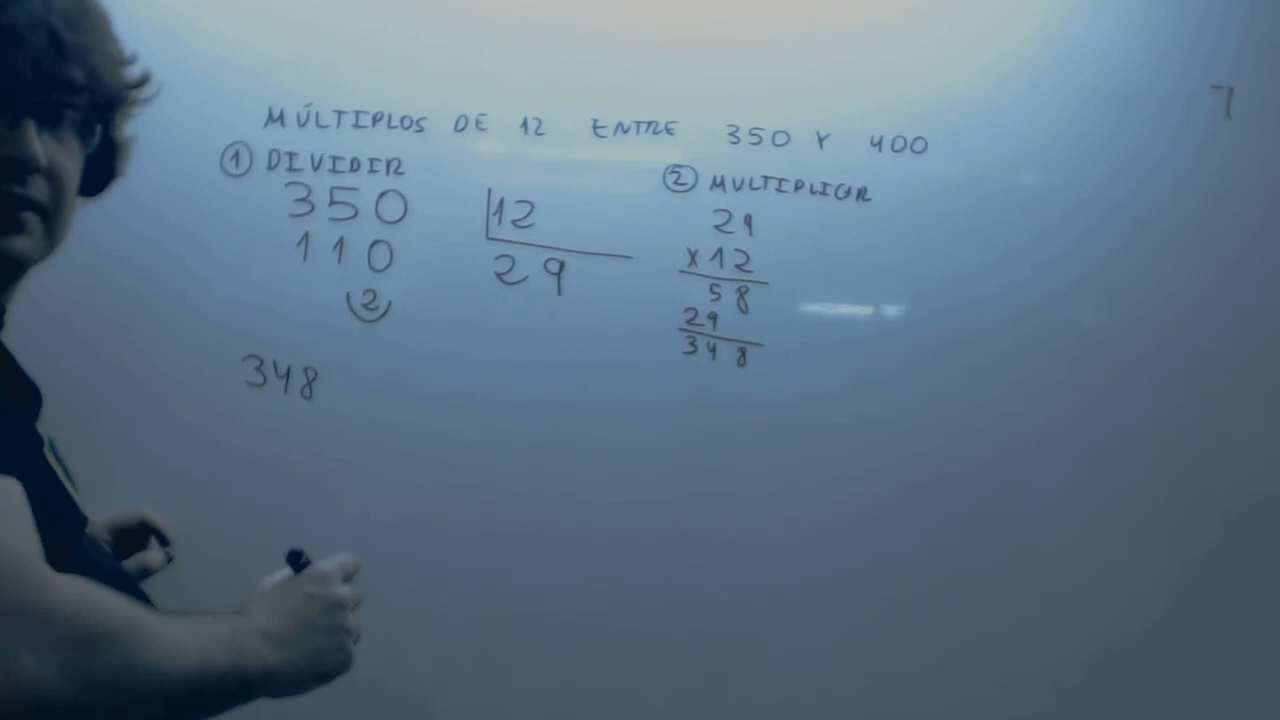 MÚLTIPLOS DE 12 ENTRE 350 Y 400
① DIVIDIR
350 |12
110 29
2
348
② MULTIPLICAR
29
x12
58
29
348
7